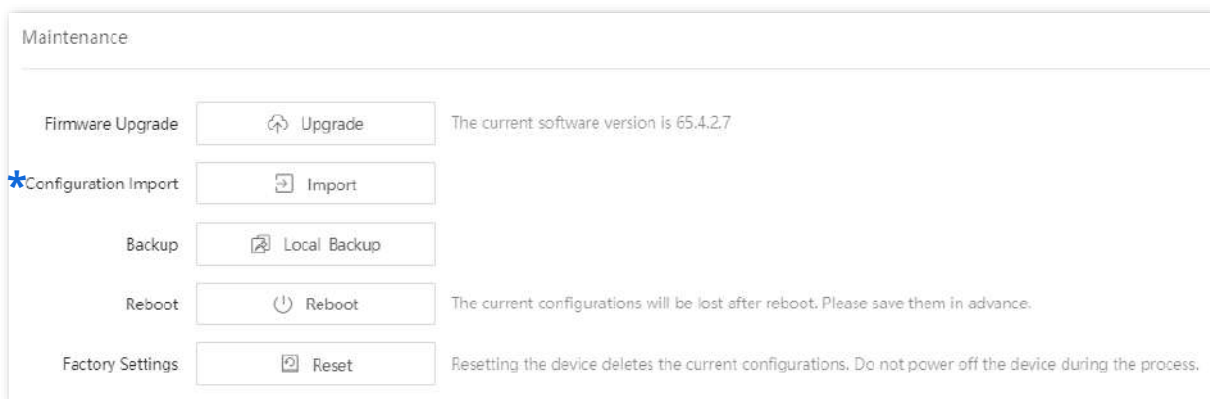 Maintenance
Firmware Upgrade Upgrade The current software version is 65.4.2.7
*Configuration Import Import
Backup Local Backup
Reboot Reboot The current configurations will be lost after reboot. Please save them in advance.
Factory Settings Reset Resetting the device deletes the current configurations. Do not power off the device during the process.